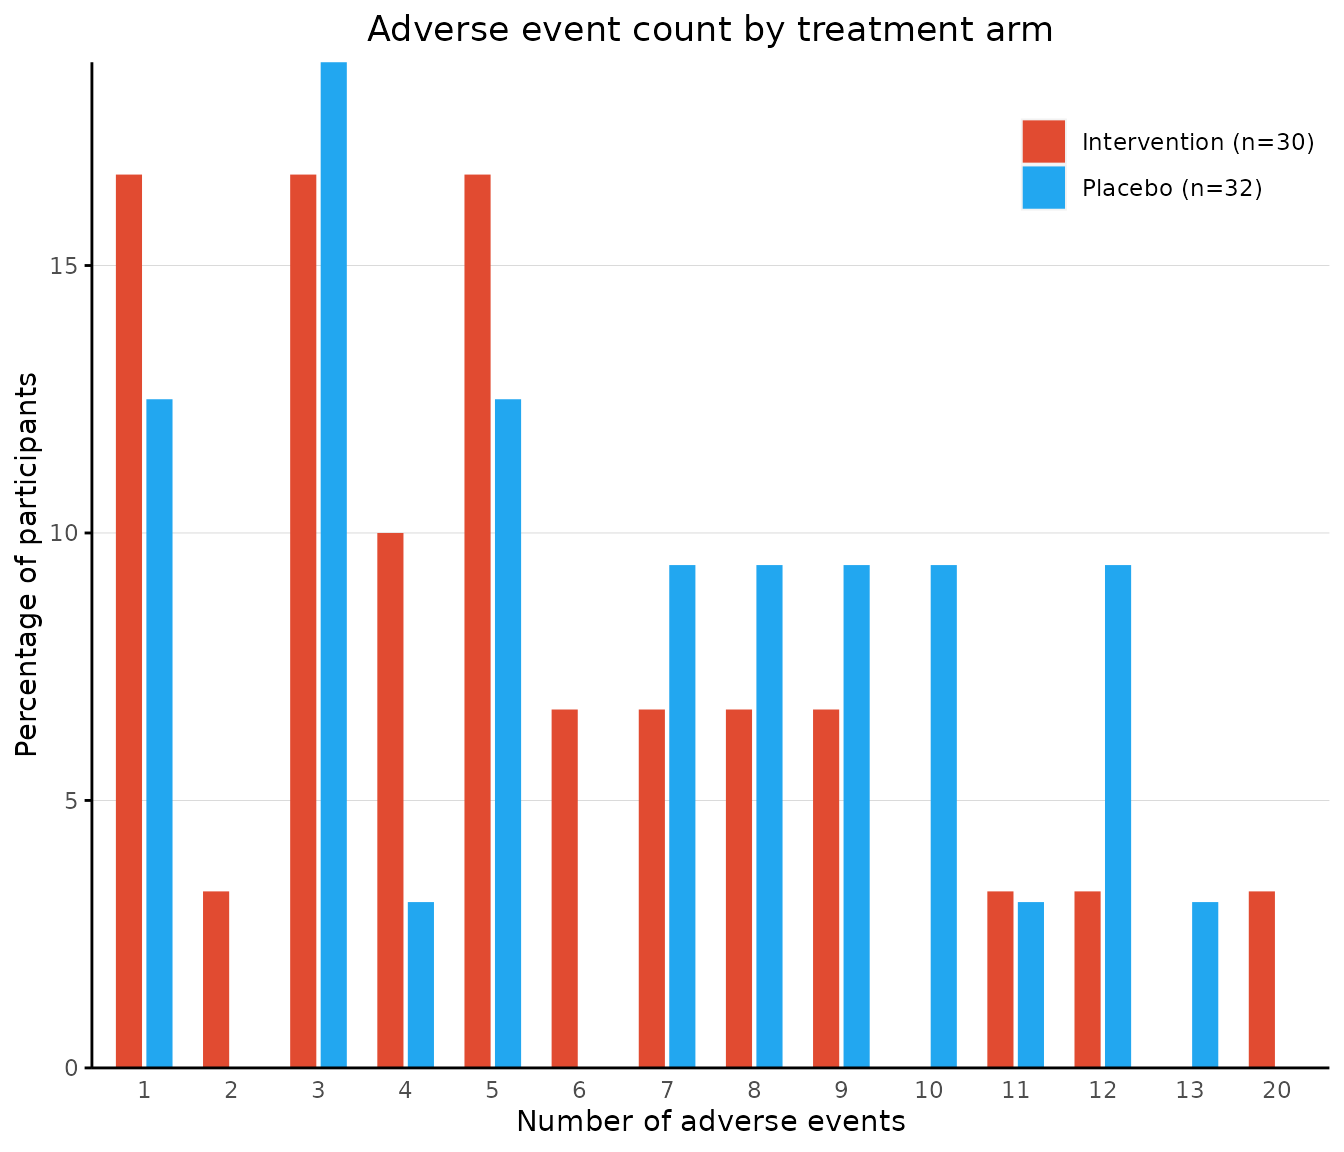 Adverse event count by treatment arm
Intervention (n=30)
Placebo (n=32)
Percentage of participants
15
10
5
0
1 2 3 4 5 6 7 8 9 10 11 12 13 20
Number of adverse events